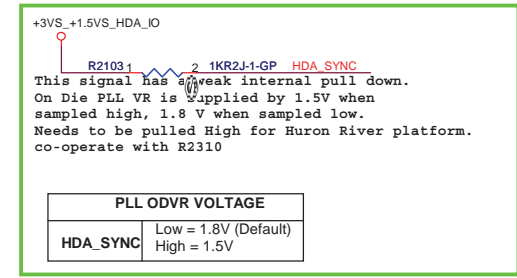 +3VS_+1.5VS_HDA_IO
R2103 1 2 1KR2J-1-GP HDA_SYNC
This signal has a weak internal pull down.
On Die PLL VR is supplied by 1.5V when
sampled high, 1.8 V when sampled low.
Needs to be pulled High for Huron River platform.
co-operate with R2310
PLL ODVR VOLTAGE
HDA_SYNC
Low = 1.8V (Default)
High = 1.5V